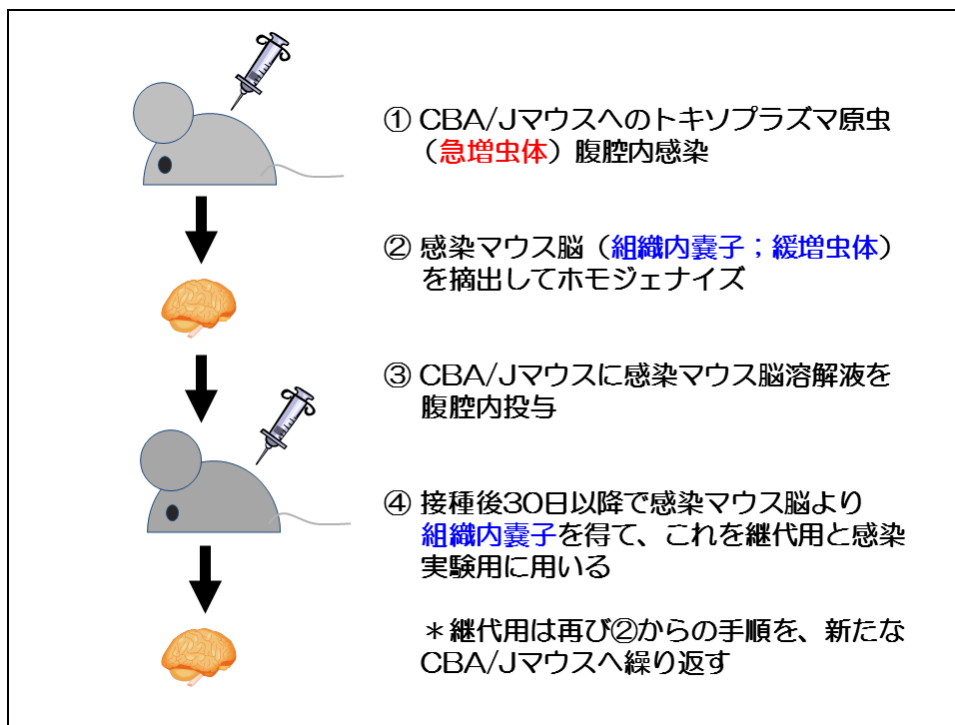 ① CBA/Jマウスへのトキソプラズマ原虫
（急増虫体）腹腔内感染
② 感染マウス脳（組織内嚢子；緩増虫体）
を摘出してホモジェナイズ
③ CBA/Jマウスに感染マウス脳溶解液を
腹腔内投与
④ 接種後30日以降で感染マウス脳より
組織内嚢子を得て、これを継代用と感染
実験用に用いる
＊継代用は再び②からの手順を、新たな
CBA/Jマウスへ繰り返す